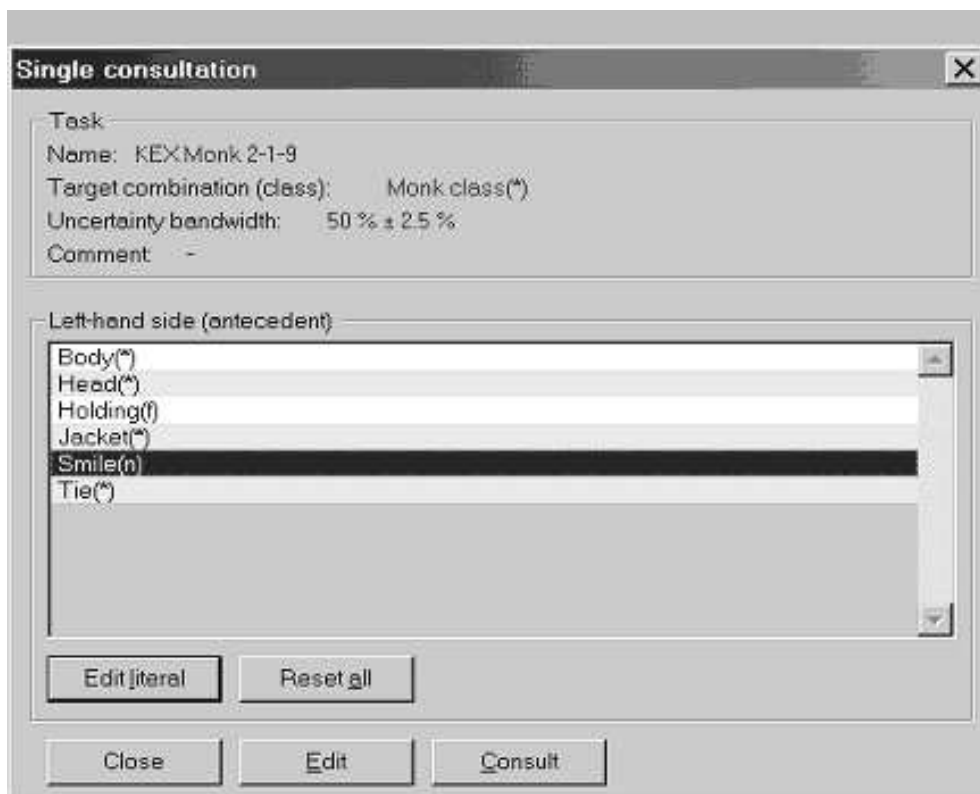 Single consultation
Task
Name: KEX Monk 2-1-9
Target combination (class): Monk class(*)
Uncertainty bandwidth: 50 % ± 2.5 %
Comment: -
Left-hand side (antecedent)
Body(*)
Head(*)
Holding(f)
Jacket(*)
Smile(n)
Tie(*)
Edit literal Reset all
Close Edit Consult